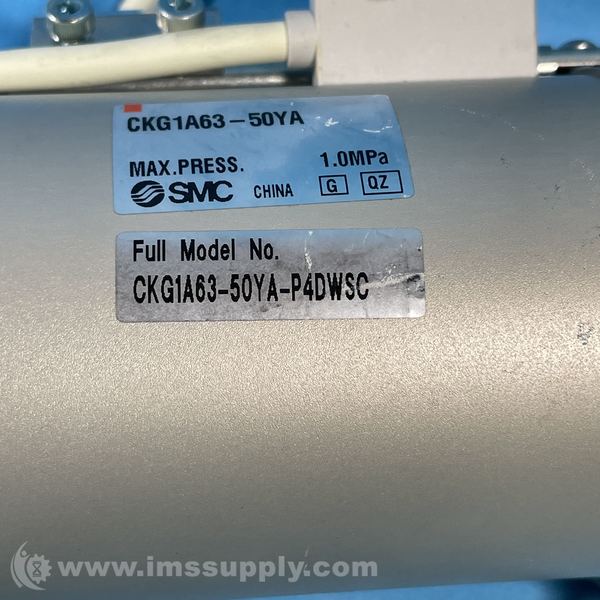 CKG1A63-50YA
MAX.PRESS. 1.0MPa
SMC CHINA G QZ
Full Model No.
CKG1A63-50YA-P4DWSC
www.imssupply.com